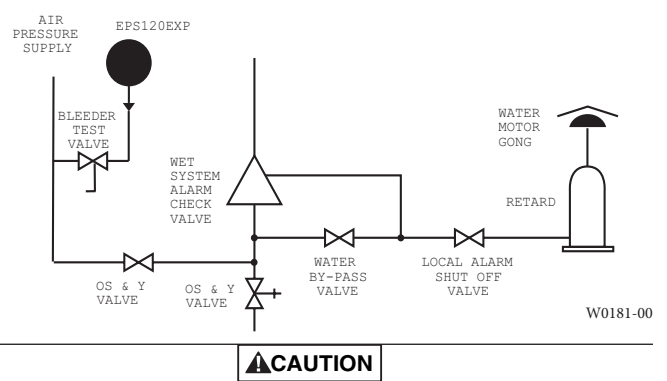 AIR
PRESSURE
SUPPLY
EPS120EXP
BLEEDER
TEST
VALVE
WET
SYSTEM
ALARM
CHECK
VALVE
WATER
MOTOR
GONG
RETARD
OS & Y
VALVE
OS & Y
VALVE
WATER
BY-PASS
VALVE
LOCAL ALARM
SHUT OFF
VALVE
W0181-00
CAUTION